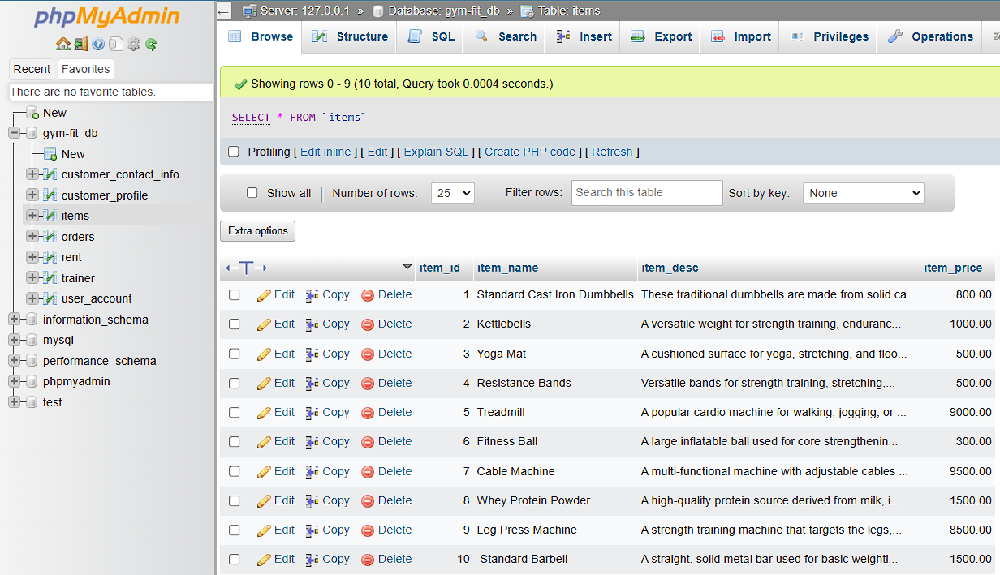 phpMyAdmin
Server: 127.0.0.1 » Database: gym-fit_db » Table: items
Browse Structure SQL Search Insert Export Import Privileges Operations
Recent Favorites
There are no favorite tables.
New
gym-fit_db
New
customer_contact_info
customer_profile
items
orders
rent
trainer
user_account
information_schema
mysql
performance_schema
phpmyadmin
test
Showing rows 0 - 9 (10 total, Query took 0.0004 seconds.)
SELECT * FROM `items`
Profiling [ Edit inline ] [ Edit ] [ Explain SQL ] [ Create PHP code ] [ Refresh ]
Show all | Number of rows: 25 Filter rows: Search this table Sort by key: None
Extra options
←T→ item_id item_name item_desc item_price
Edit Copy Delete 1 Standard Cast Iron Dumbbells These traditional dumbbells are made from solid ca... 800.00
Edit Copy Delete 2 Kettlebells A versatile weight for strength training, enduranc... 1000.00
Edit Copy Delete 3 Yoga Mat A cushioned surface for yoga, stretching, and floo... 500.00
Edit Copy Delete 4 Resistance Bands Versatile bands for strength training, stretching,... 500.00
Edit Copy Delete 5 Treadmill A popular cardio machine for walking, jogging, or ... 9000.00
Edit Copy Delete 6 Fitness Ball A large inflatable ball used for core strengthenin... 300.00
Edit Copy Delete 7 Cable Machine A multi-functional machine with adjustable cables ... 9500.00
Edit Copy Delete 8 Whey Protein Powder A high-quality protein source derived from milk, i... 1500.00
Edit Copy Delete 9 Leg Press Machine A strength training machine that targets the legs,... 8500.00
Edit Copy Delete 10 Standard Barbell A straight, solid metal bar used for basic weightl... 1500.00